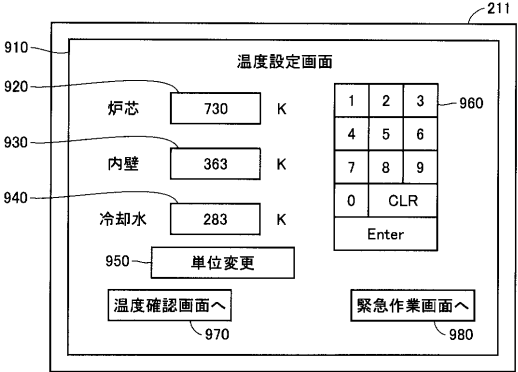 211
910
温度設定画面
920
炉芯 730 K
1 2 3
960
4 5 6
930
内壁 363 K
7 8 9
940
冷却水 283 K
0 CLR
Enter
950
単位変更
温度確認画面へ
緊急作業画面へ
970
980